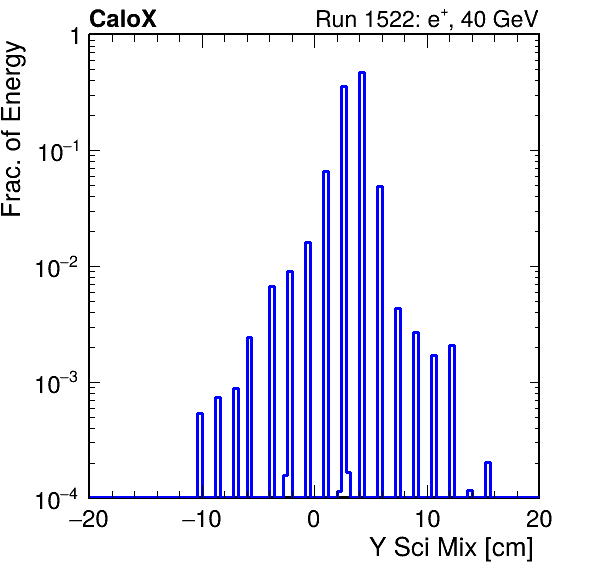 CaloX Run 1522: e⁺, 40 GeV
Frac. of Energy
1
10⁻¹
10⁻²
10⁻³
10⁻⁴
−20 −10 0 10 20
Y Sci Mix [cm]